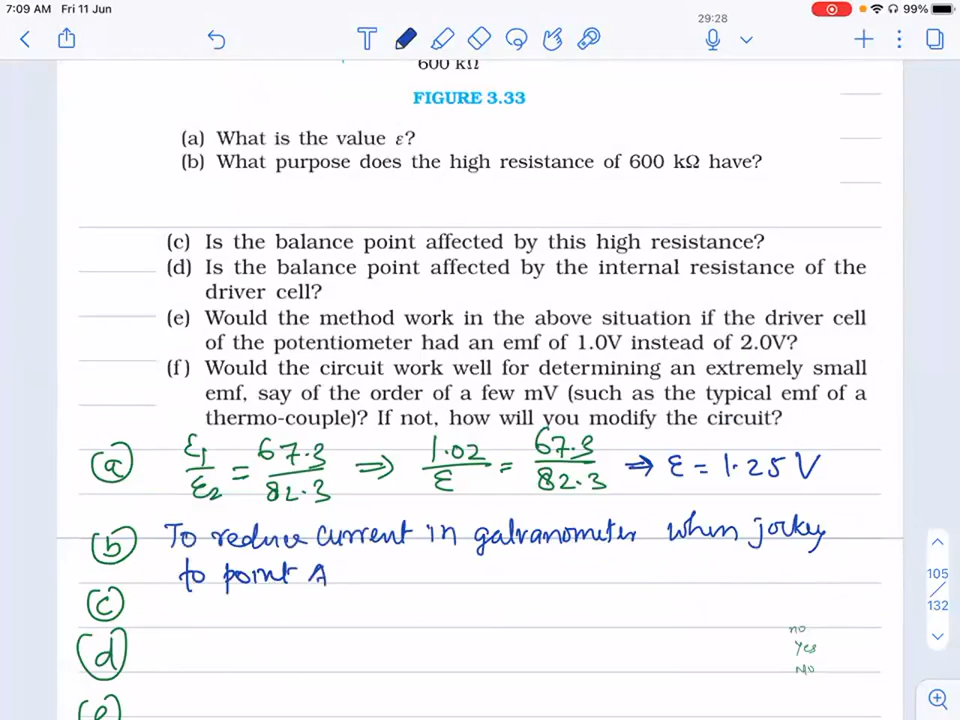 7:09 AM Fri 11 Jun
99%
29:28
600 kΩ
FIGURE 3.33
(a) What is the value ε?
(b) What purpose does the high resistance of 600 kΩ have?
(c) Is the balance point affected by this high resistance?
(d) Is the balance point affected by the internal resistance of the
driver cell?
(e) Would the method work in the above situation if the driver cell
of the potentiometer had an emf of 1.0V instead of 2.0V?
(f) Would the circuit work well for determining an extremely small
emf, say of the order of a few mV (such as the typical emf of a
thermo-couple)? If not, how will you modify the circuit?
(a) ε1/ε2 = 67.3/82.3 ⇒ 1.02/ε = 67.3/82.3 ⇒ ε = 1.25 V
(b) To reduce current in galvanometer when jockey
to point A
(c)
(d)
(e)
no
Yes
No
105
/
132